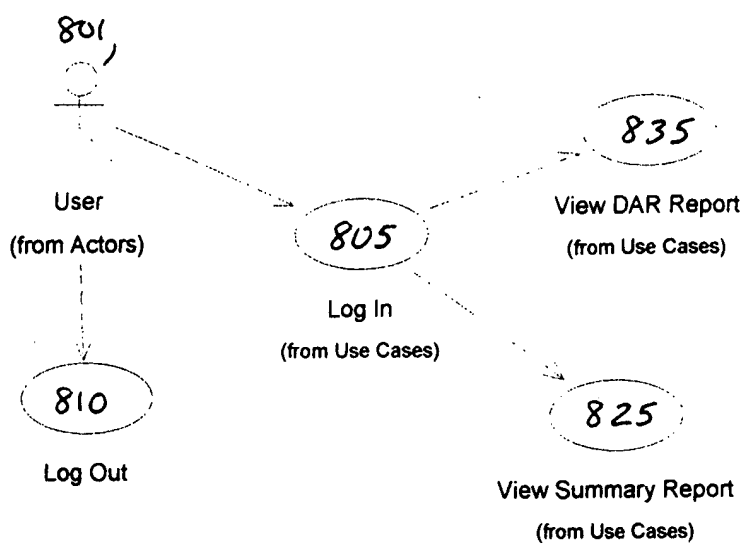 801
835
User
(from Actors)
View DAR Report
(from Use Cases)
805
Log In
(from Use Cases)
810
Log Out
825
View Summary Report
(from Use Cases)